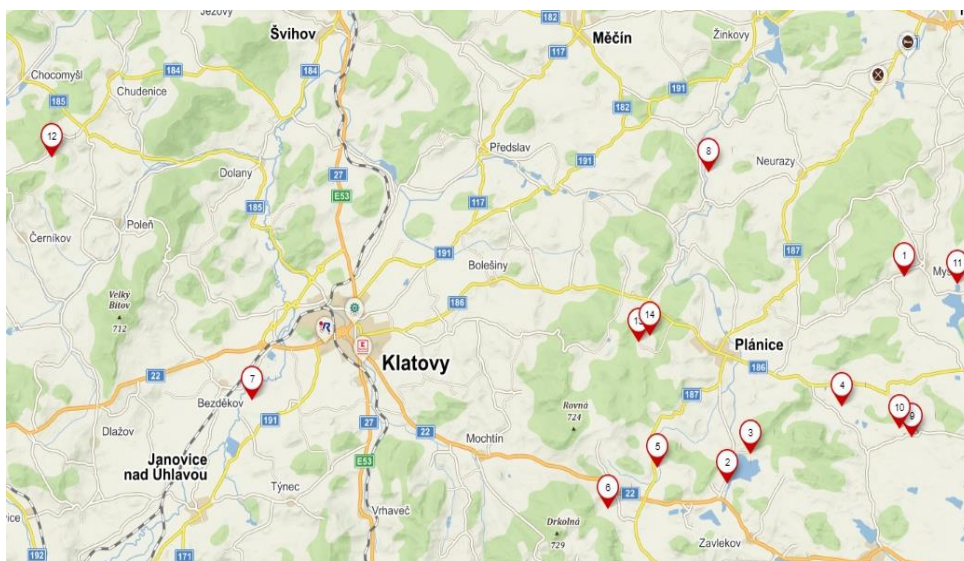 Ježovy
182
Švihov
Měčín
Žinkovy
117
Chocomyšl
184
184
191
185
Chudenice
182
12
27
191
8
Předslav
Neurazy
Dolany
E53
117
185
Poleň
187
Černíkov
191
1
Mys
11
Bolešiny
Velký
Bítov
712
186
13
14
Plánice
Klatovy
186
22
7
4
Bezděkov
187
Rovná
724
10
9
191
Dlažov
27
22
Mochtín
3
5
2
Janovice
nad Úhlavou
E53
6
22
Týnec
Vrhaveč
Drkolná
729
Zavlekov
192
171